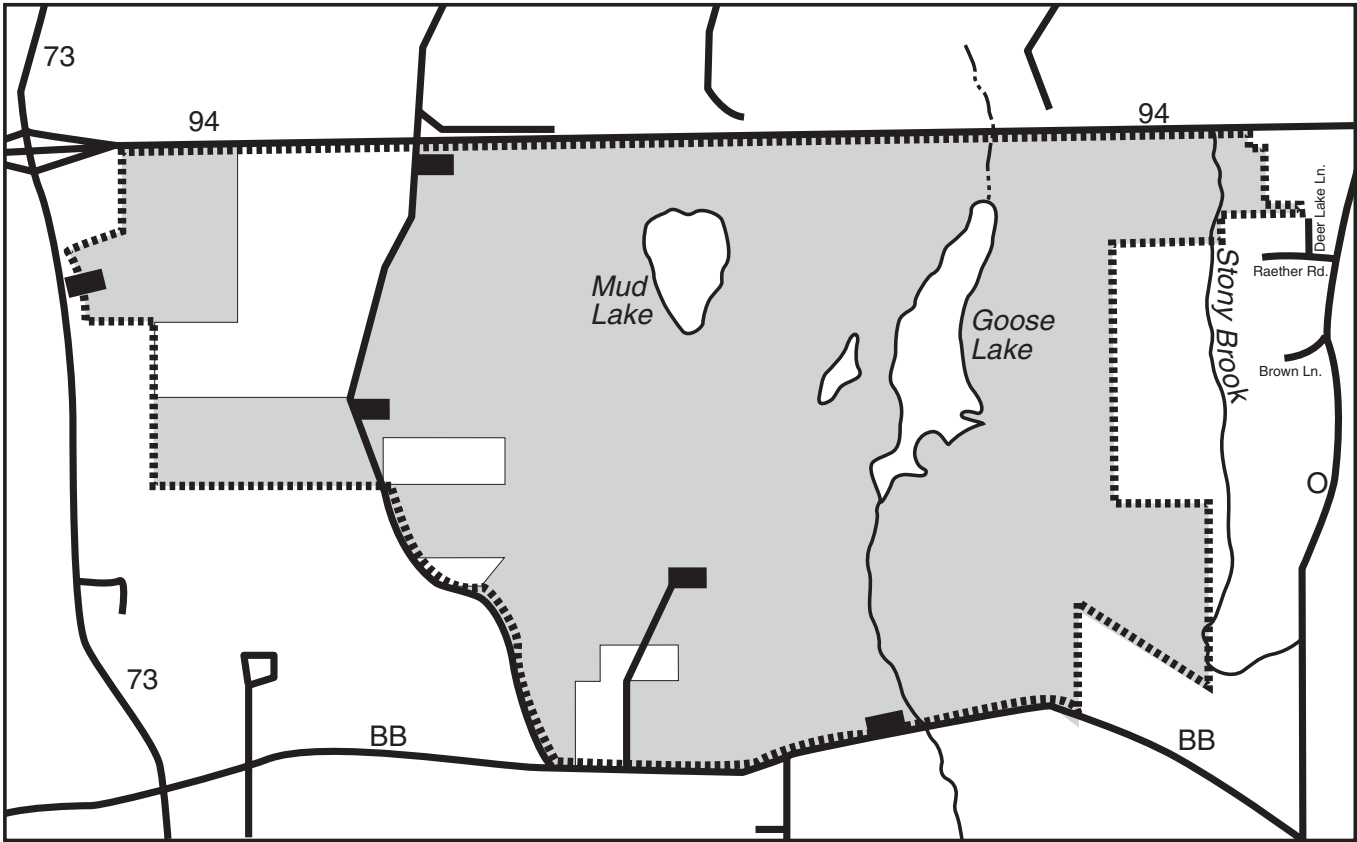 73
94
94
Deer Lake Ln.
Raether Rd.
Stony Brook
Mud
Lake
Goose
Lake
Brown Ln.
O
73
BB
BB